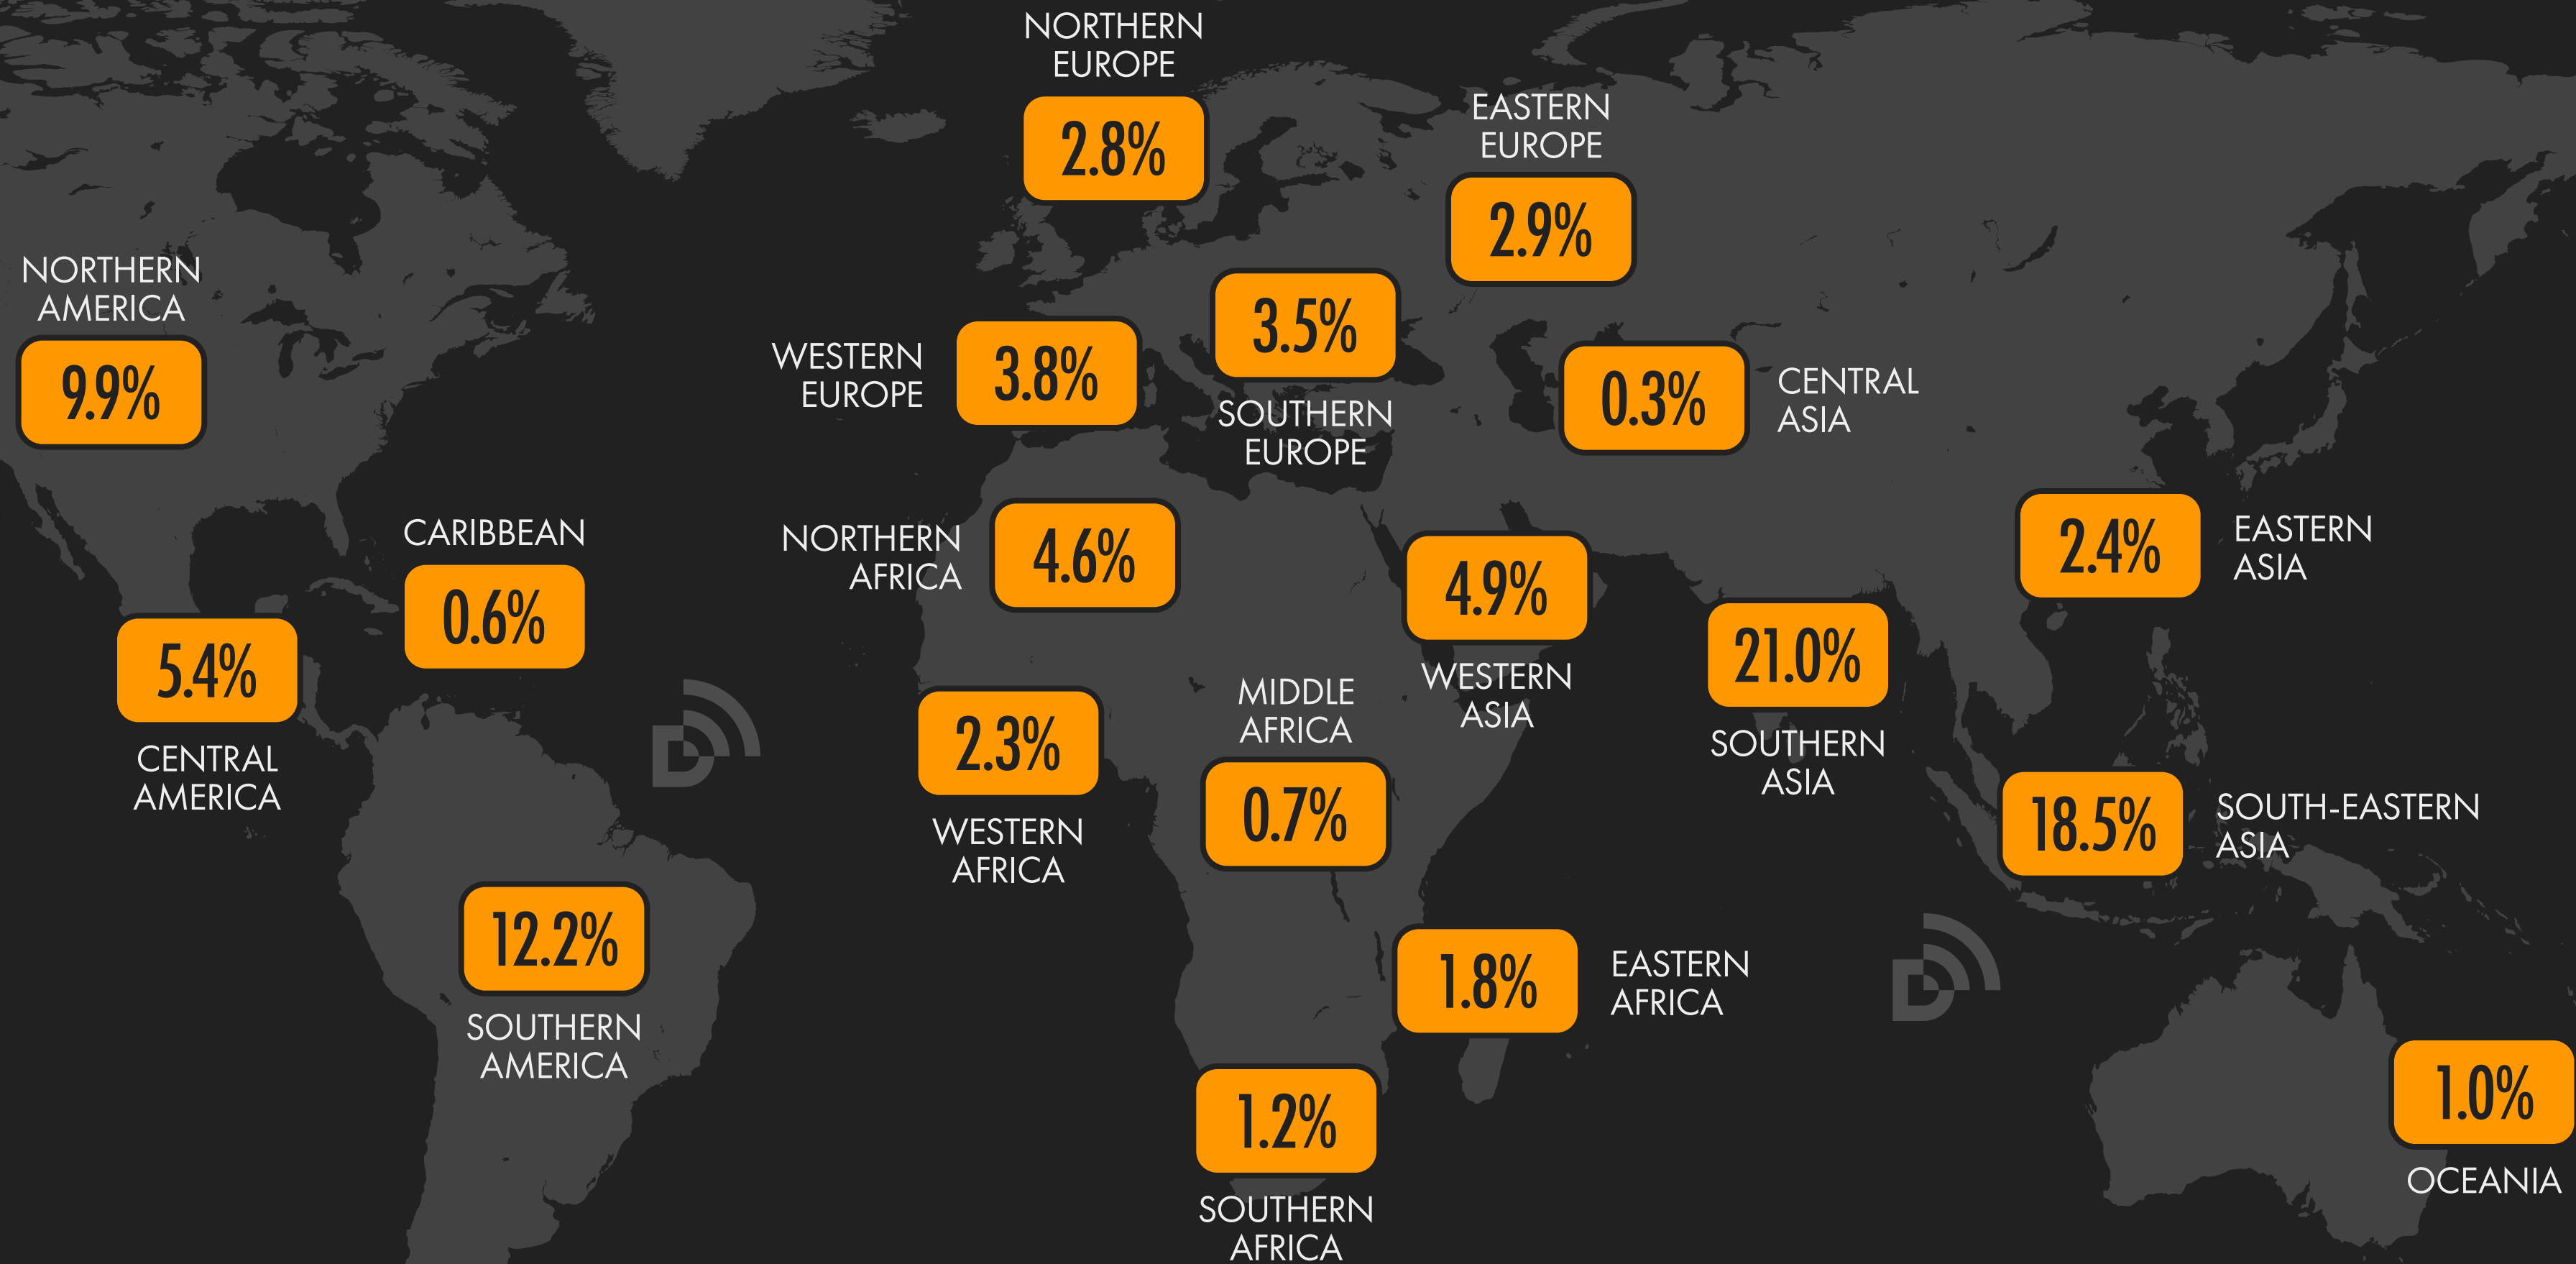 NORTHERN
EUROPE
2.8%
EASTERN
EUROPE
2.9%
NORTHERN
AMERICA
9.9%
WESTERN
EUROPE
3.8%
3.5%
SOUTHERN
EUROPE
0.3%
CENTRAL
ASIA
CARIBBEAN
0.6%
NORTHERN
AFRICA
4.6%
4.9%
WESTERN
ASIA
2.4%
EASTERN
ASIA
5.4%
CENTRAL
AMERICA
2.3%
WESTERN
AFRICA
MIDDLE
AFRICA
0.7%
21.0%
SOUTHERN
ASIA
18.5%
SOUTH-EASTERN
ASIA
12.2%
SOUTHERN
AMERICA
1.8%
EASTERN
AFRICA
1.2%
SOUTHERN
AFRICA
1.0%
OCEANIA